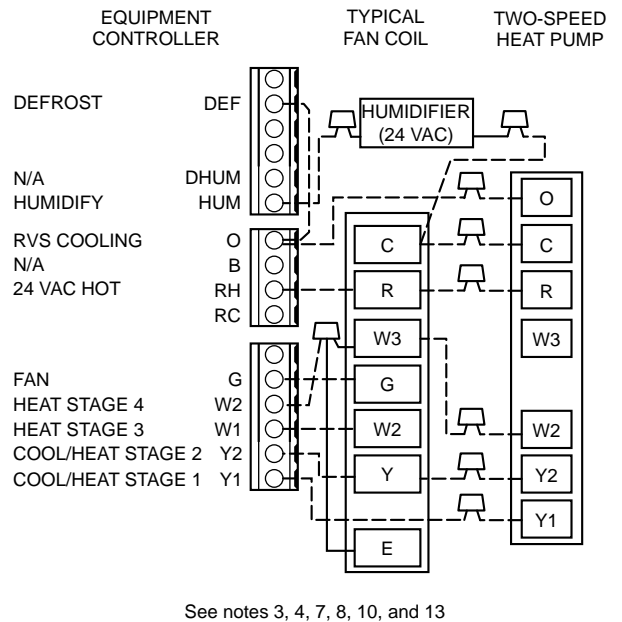 EQUIPMENT
CONTROLLER
TYPICAL
FAN COIL
TWO-SPEED
HEAT PUMP
DEFROST DEF
HUMIDIFIER
(24 VAC)
N/A DHUM
HUMIDIFY HUM
RVS COOLING O
N/A B
24 VAC HOT RH
RC
FAN G
HEAT STAGE 4 W2
HEAT STAGE 3 W1
COOL/HEAT STAGE 2 Y2
COOL/HEAT STAGE 1 Y1
C
R
W3
G
W2
Y
E
O
C
R
W3
W2
Y2
Y1
See notes 3, 4, 7, 8, 10, and 13